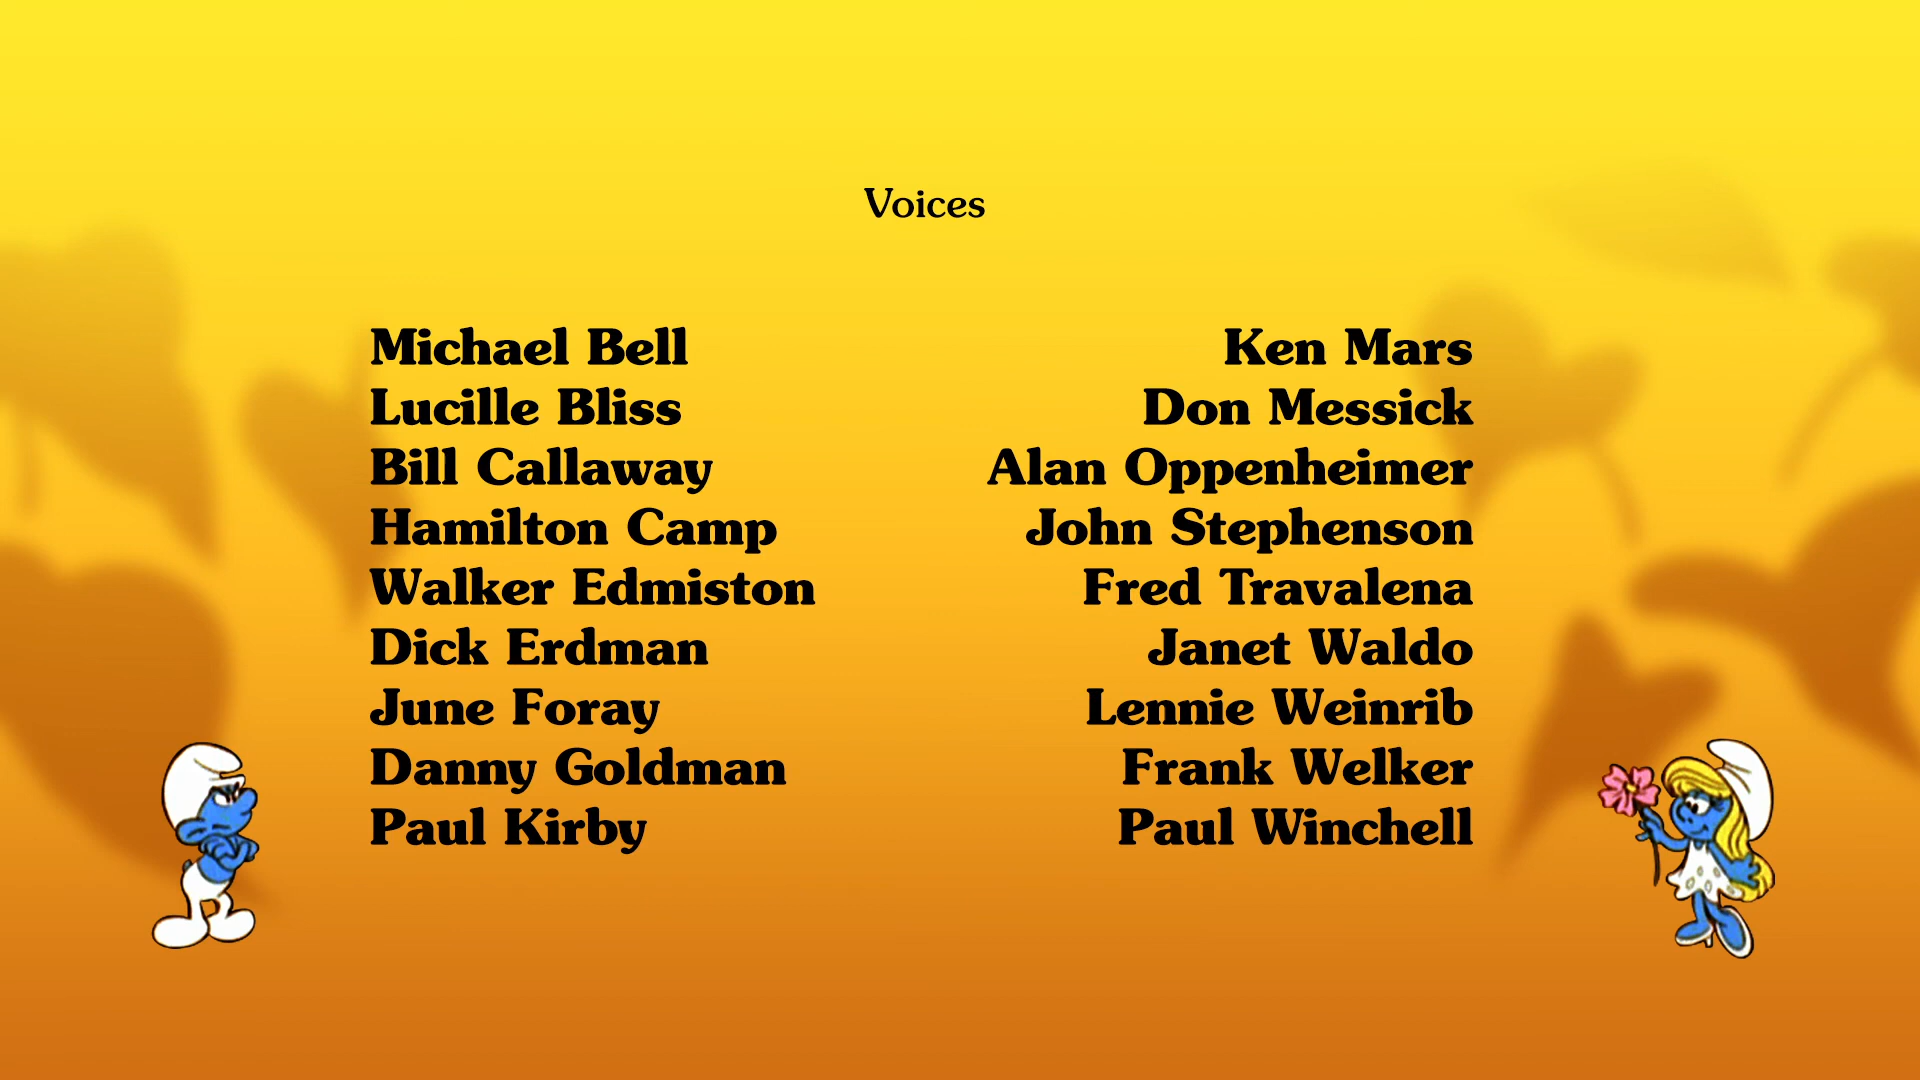 Voices
Michael Bell
Lucille Bliss
Bill Callaway
Hamilton Camp
Walker Edmiston
Dick Erdman
June Foray
Danny Goldman
Paul Kirby
Ken Mars
Don Messick
Alan Oppenheimer
John Stephenson
Fred Travalena
Janet Waldo
Lennie Weinrib
Frank Welker
Paul Winchell